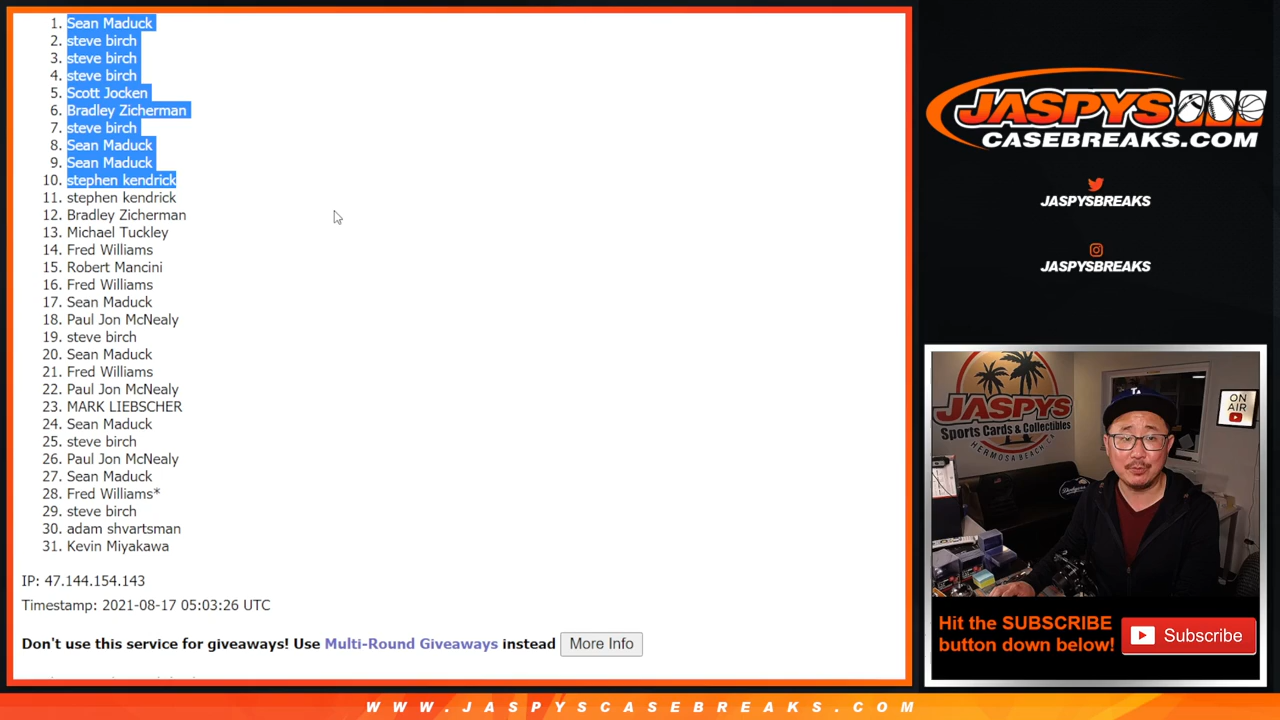 1. Sean Maduck
2. steve birch
3. steve birch
4. steve birch
5. Scott Jocken
6. Bradley Zicherman
7. steve birch
8. Sean Maduck
9. Sean Maduck
10. stephen kendrick
11. stephen kendrick
12. Bradley Zicherman
13. Michael Tuckley
14. Fred Williams
15. Robert Mancini
16. Fred Williams
17. Sean Maduck
18. Paul Jon McNealy
19. steve birch
20. Sean Maduck
21. Fred Williams
22. Paul Jon McNealy
23. MARK LIEBSCHER
24. Sean Maduck
25. steve birch
26. Paul Jon McNealy
27. Sean Maduck
28. Fred Williams*
29. steve birch
30. adam shvartsman
31. Kevin Miyakawa
IP: 47.144.154.143
Timestamp: 2021-08-17 05:03:26 UTC
Don't use this service for giveaways! Use Multi-Round Giveaways instead More Info
JASPYS
CASEBREAKS.COM
JASPYSBREAKS
JASPYSBREAKS
JASPYS
Sports Cards & Collectibles
HERMOSA BEACH, CA
ON
AIR
LA
Dodgers
Hit the SUBSCRIBE
button down below!
Subscribe
WWW.JASPYSCASEBREAKS.COM